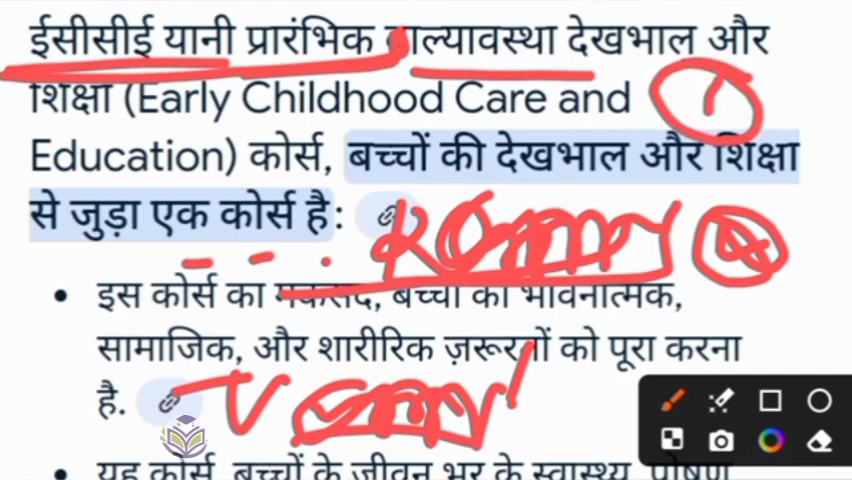 ईसीसीई यानी प्रारंभिक बाल्यावस्था देखभाल और
शिक्षा (Early Childhood Care and
Education) कोर्स, बच्चों की देखभाल और शिक्षा
से जुड़ा एक कोर्स है:
इस कोर्स का मकसद, बच्चों की भावनात्मक,
सामाजिक, और शारीरिक ज़रूरतों को पूरा करना
है.
यह कोर्स, बच्चों के जीवन भर के स्वास्थ्य, पोषण